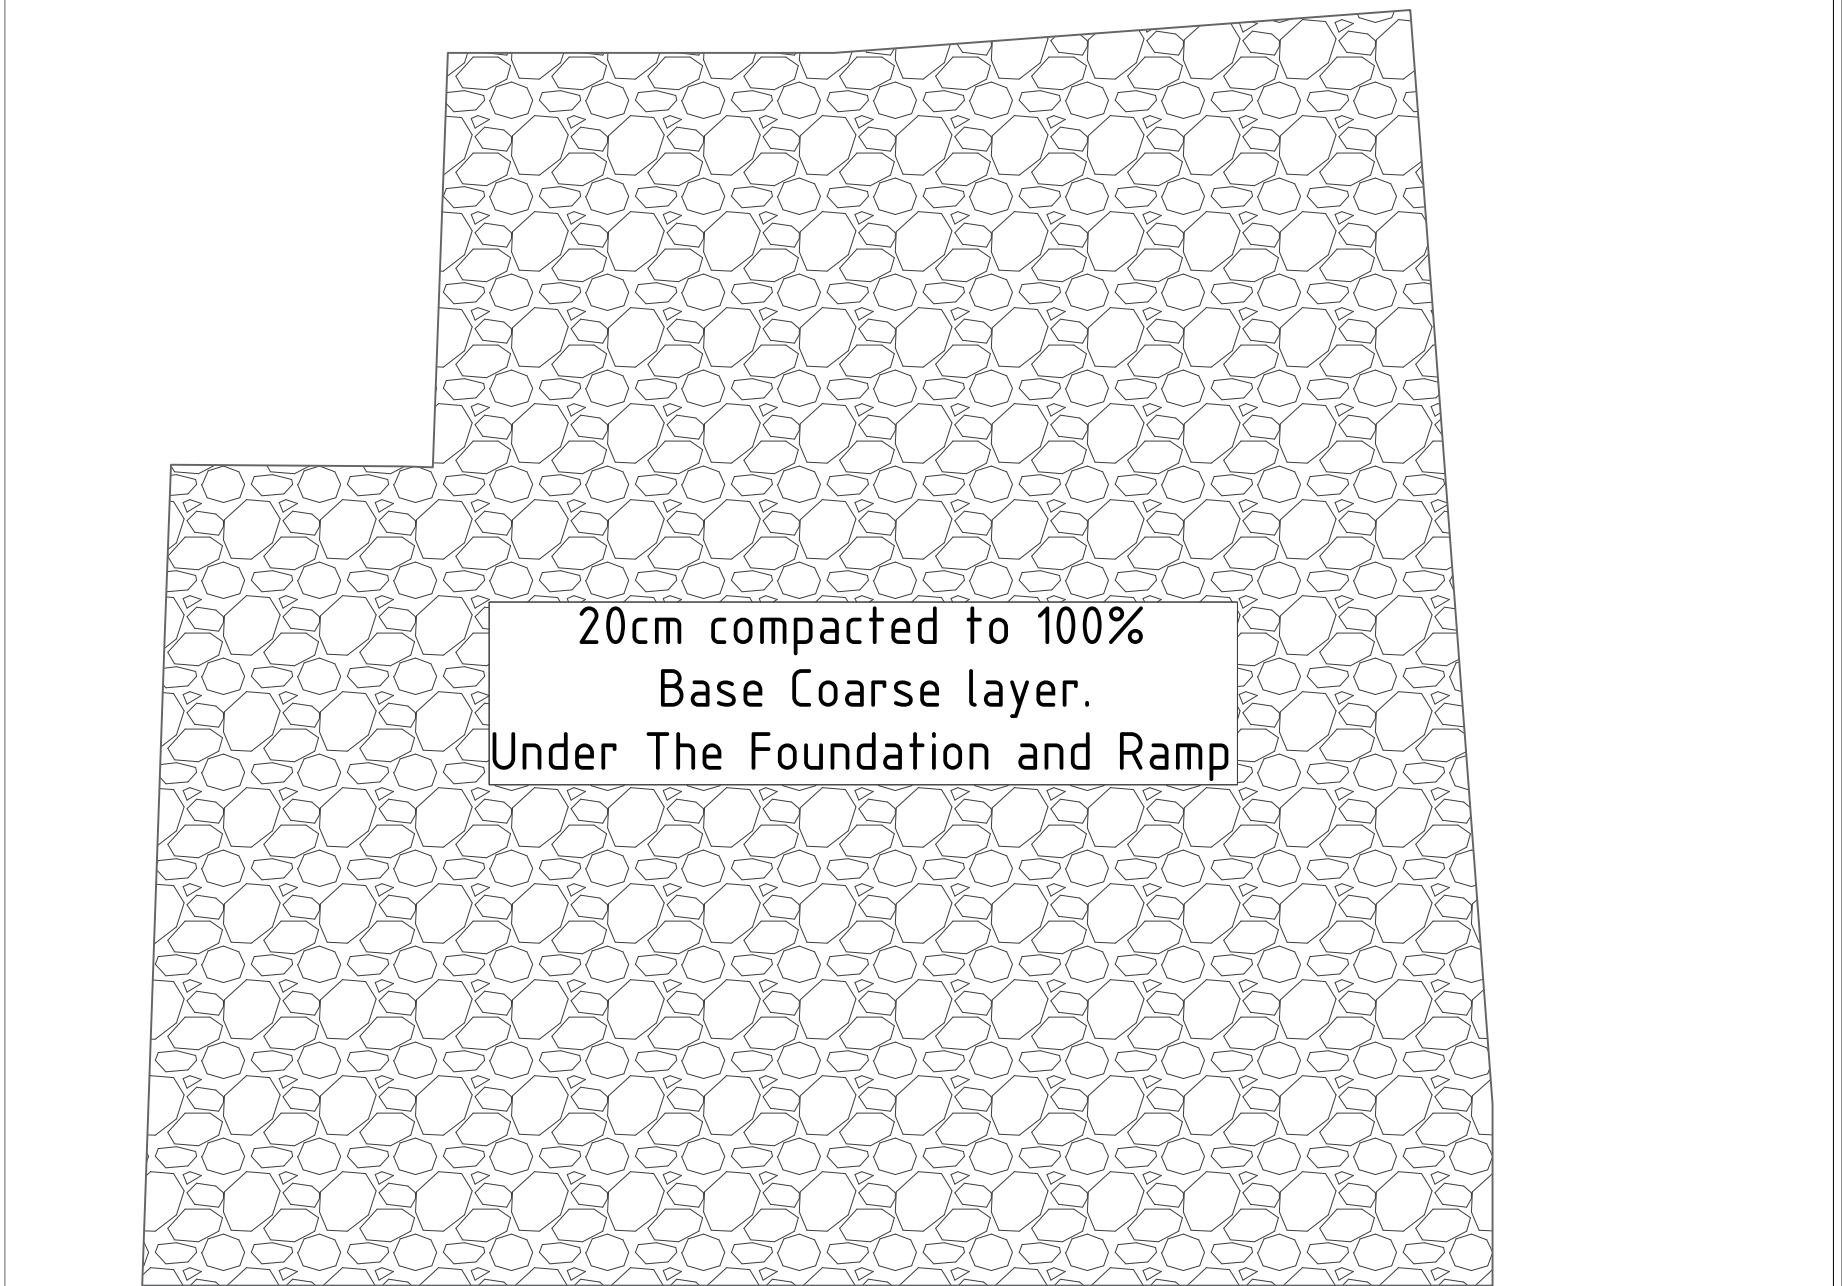 20cm compacted to 100%
Base Coarse layer.
Under The Foundation and Ramp